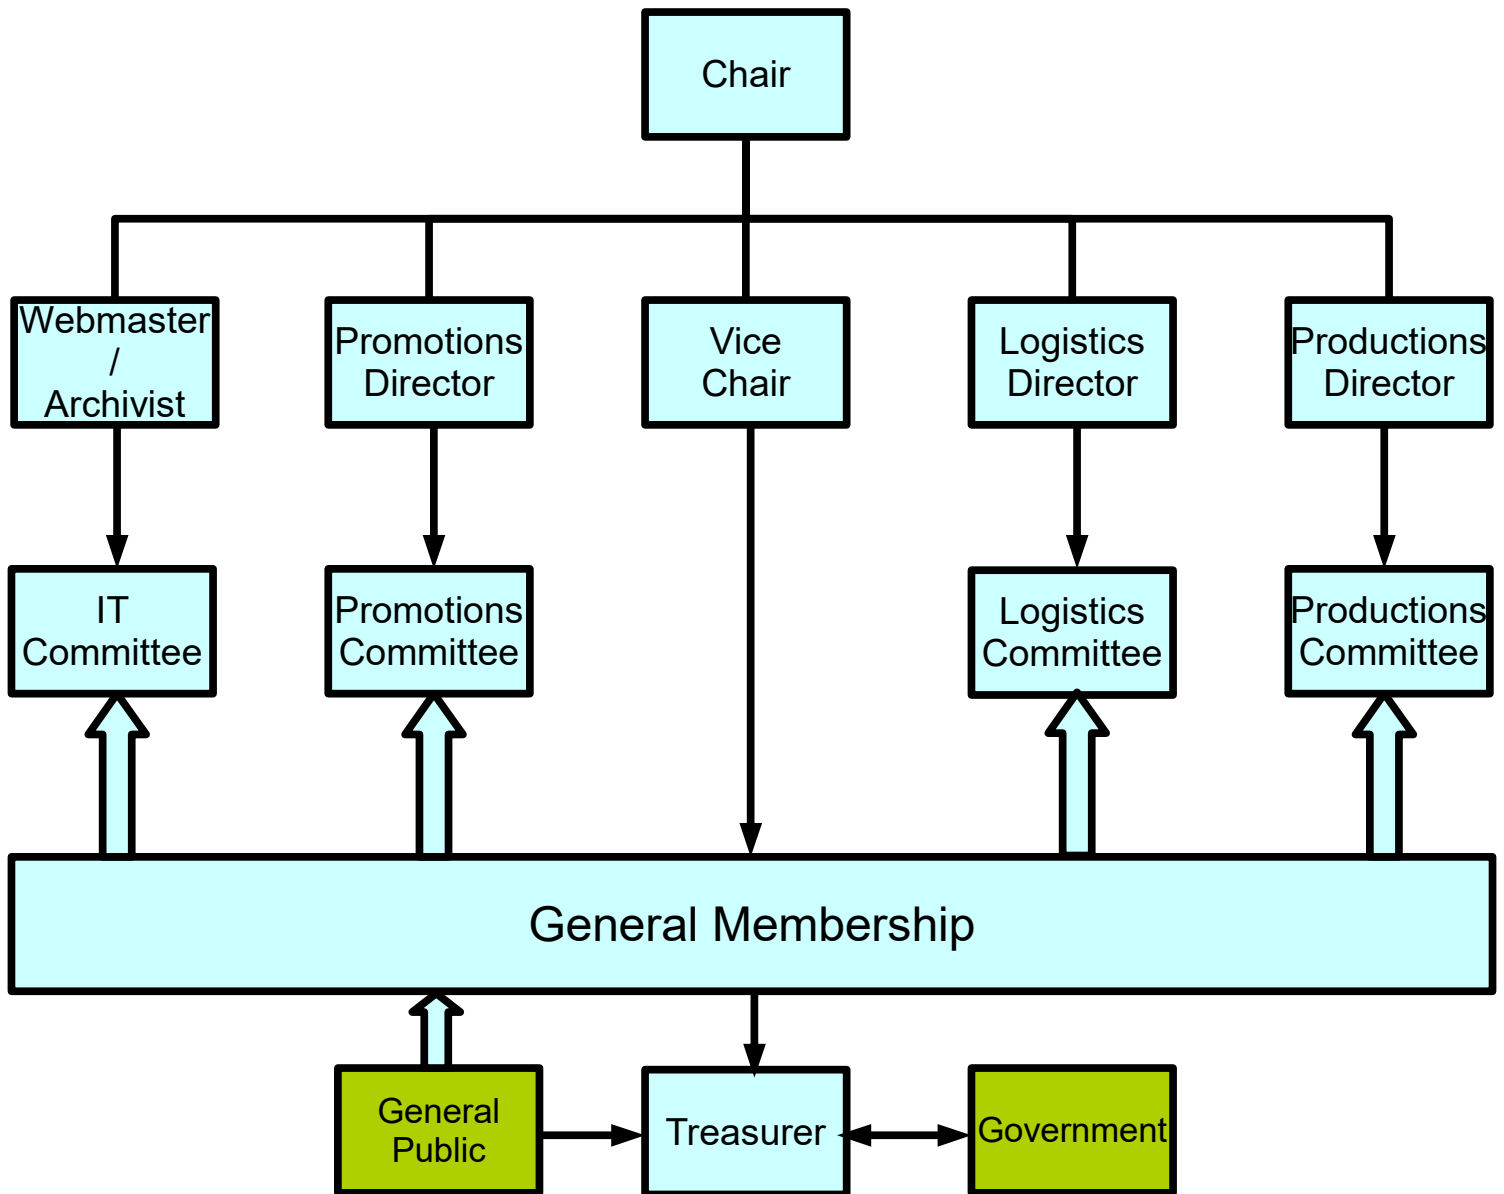 Chair
Webmaster
/
Archivist
Promotions
Director
Vice
Chair
Logistics
Director
Productions
Director
IT
Committee
Promotions
Committee
Logistics
Committee
Productions
Committee
General Membership
General
Public
Treasurer
Government